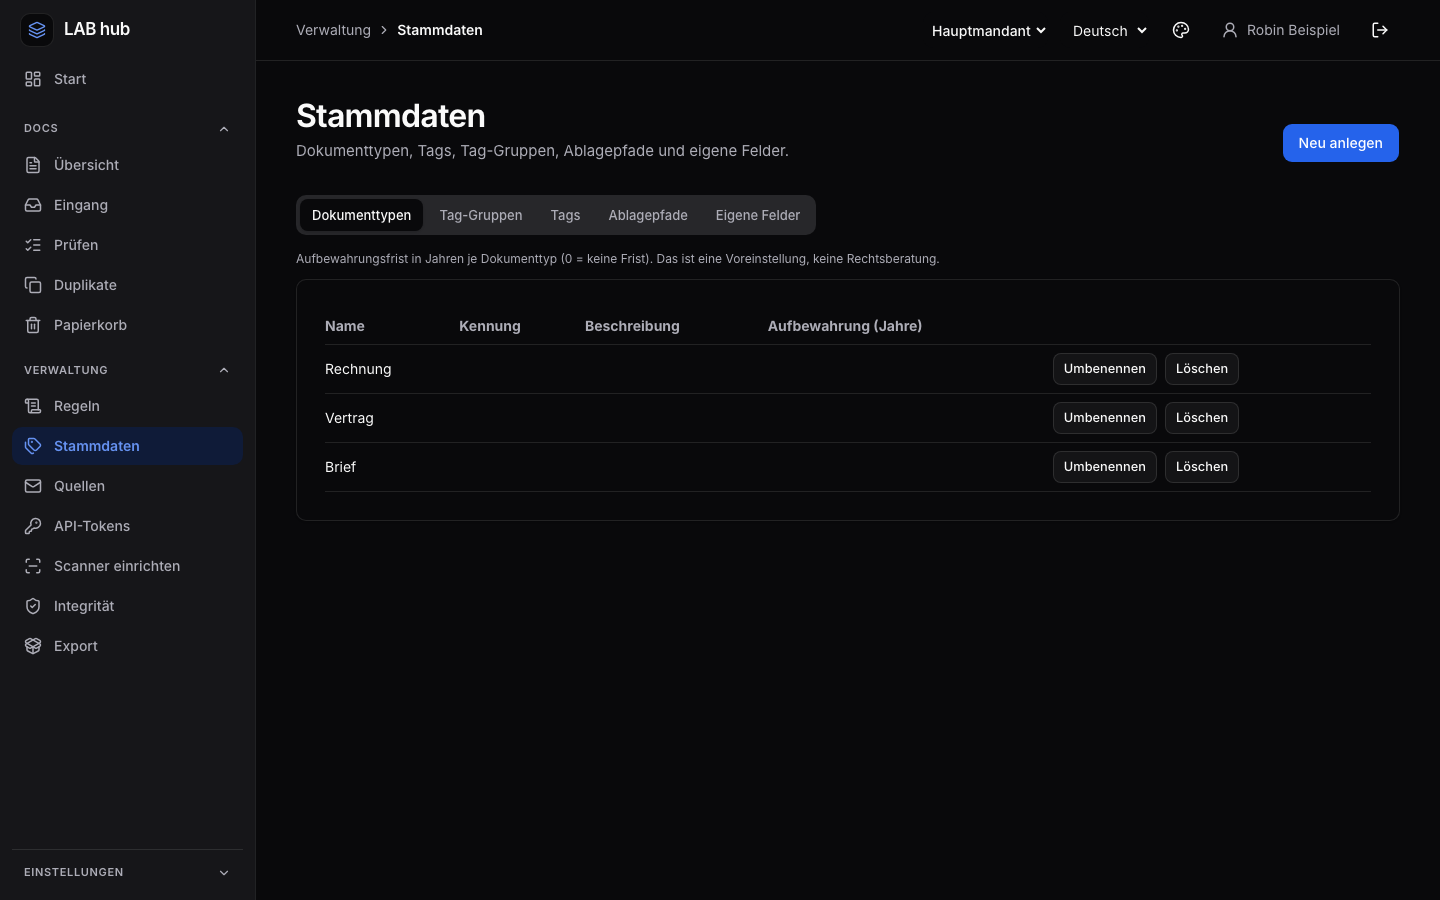 LAB hub
Start
DOCS
Übersicht
Eingang
Prüfen
Duplikate
Papierkorb
VERWALTUNG
Regeln
Stammdaten
Quellen
API-Tokens
Scanner einrichten
Integrität
Export
EINSTELLUNGEN
Verwaltung > Stammdaten
Hauptmandant Deutsch Robin Beispiel
Stammdaten
Dokumenttypen, Tags, Tag-Gruppen, Ablagepfade und eigene Felder.
Neu anlegen
Dokumenttypen Tag-Gruppen Tags Ablagepfade Eigene Felder
Aufbewahrungsfrist in Jahren je Dokumenttyp (0 = keine Frist). Das ist eine Voreinstellung, keine Rechtsberatung.
Name Kennung Beschreibung Aufbewahrung (Jahre)
Rechnung Umbenennen Löschen
Vertrag Umbenennen Löschen
Brief Umbenennen Löschen